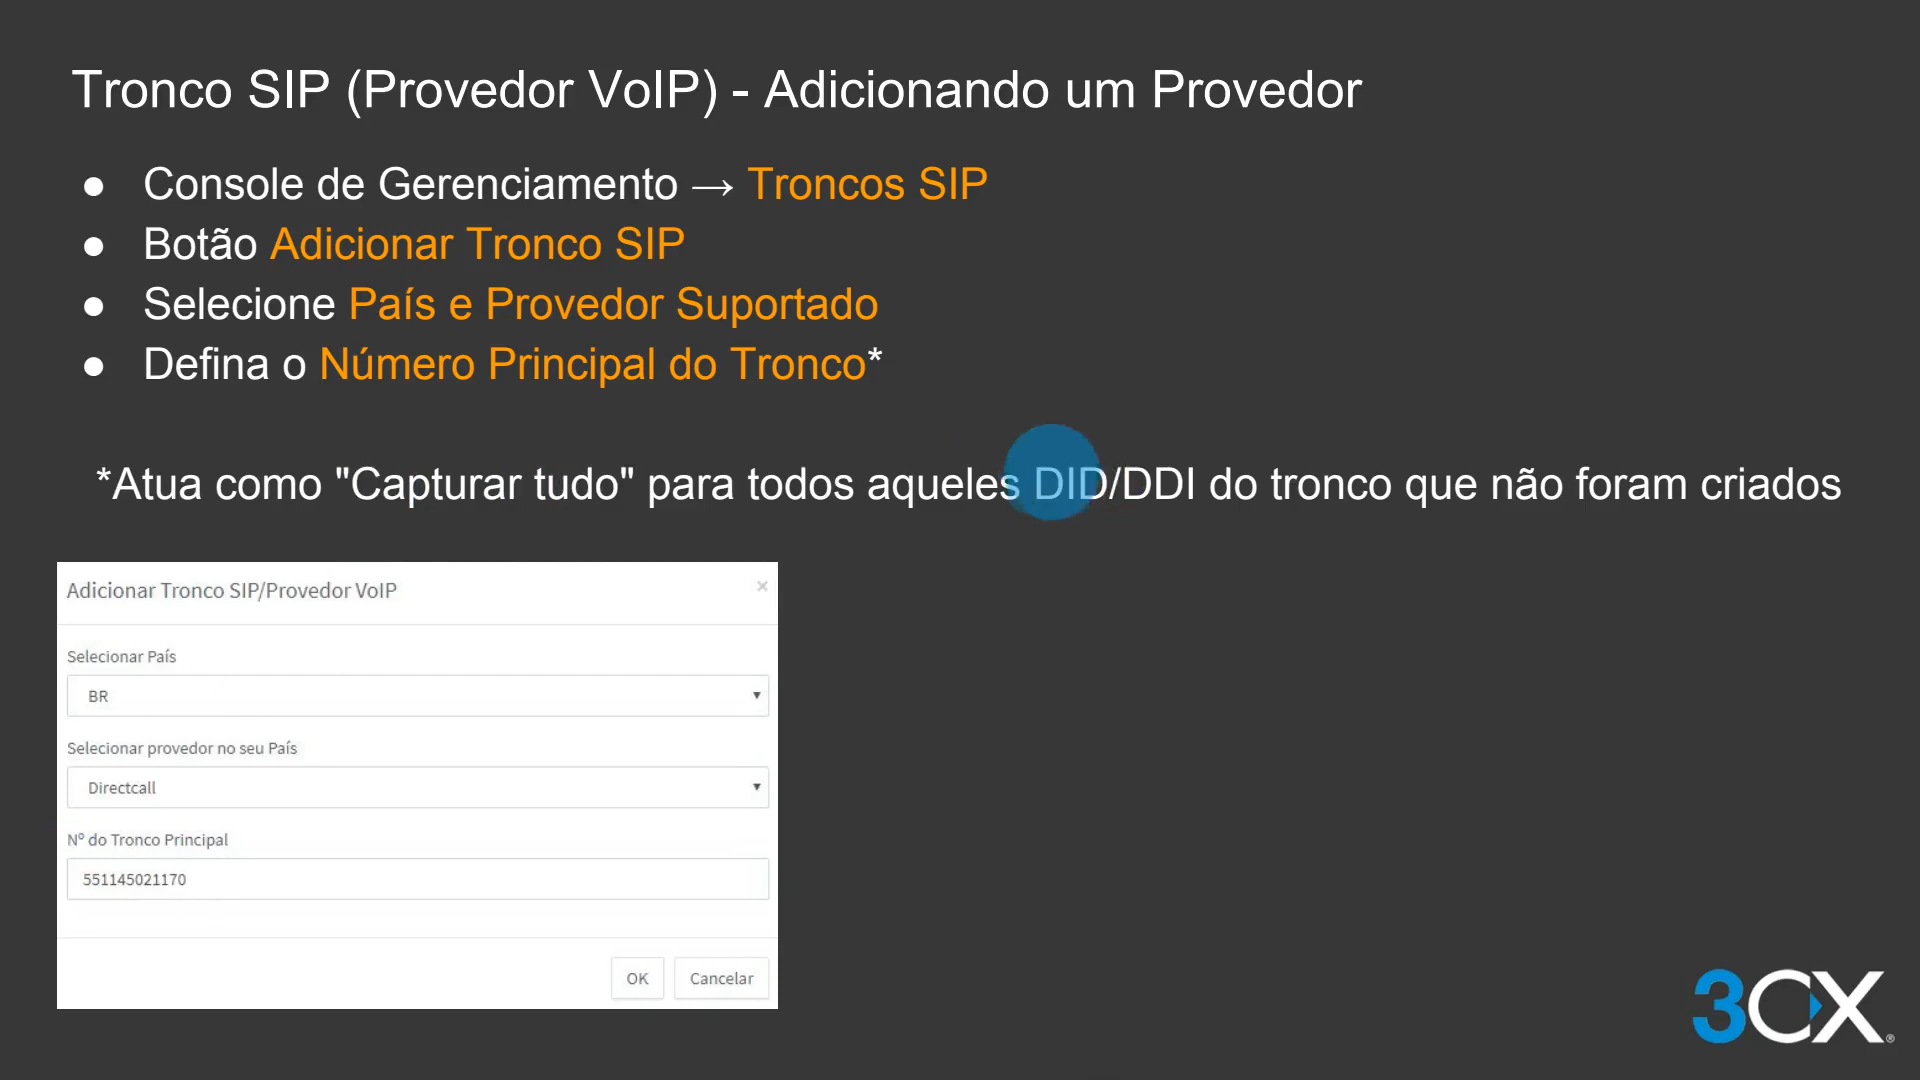 Tronco SIP (Provedor VoIP) - Adicionando um Provedor
● Console de Gerenciamento → Troncos SIP
● Botão Adicionar Tronco SIP
● Selecione País e Provedor Suportado
● Defina o Número Principal do Tronco*
*Atua como "Capturar tudo" para todos aqueles DID/DDI do tronco que não foram criados
Adicionar Tronco SIP/Provedor VoIP ×
Selecionar País
BR
Selecionar provedor no seu País
Directcall
Nº do Tronco Principal
551145021170
OK Cancelar
3CX®